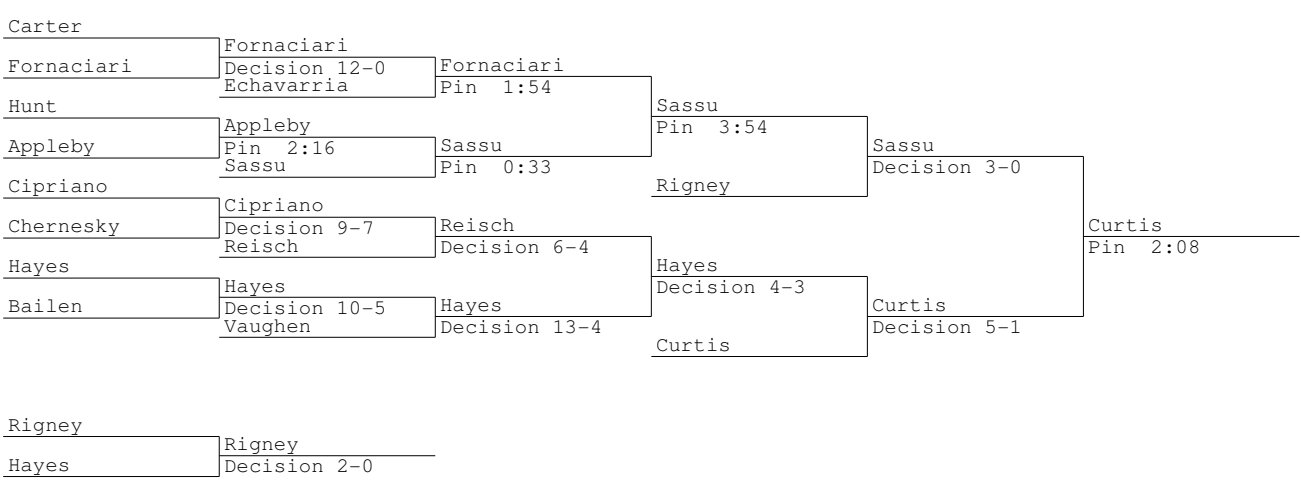 Carter
Fornaciari
Fornaciari
Decision 12-0
Fornaciari
Echavarria
Pin 1:54
Hunt
Sassu
Appleby
Pin 3:54
Appleby
Pin 2:16
Sassu
Sassu
Sassu
Pin 0:33
Decision 3-0
Cipriano
Rigney
Cipriano
Chernesky
Decision 9-7
Reisch
Curtis
Reisch
Decision 6-4
Pin 2:08
Hayes
Hayes
Hayes
Decision 4-3
Bailen
Decision 10-5
Hayes
Curtis
Vaughen
Decision 13-4
Decision 5-1
Curtis
Rigney
Rigney
Hayes
Decision 2-0